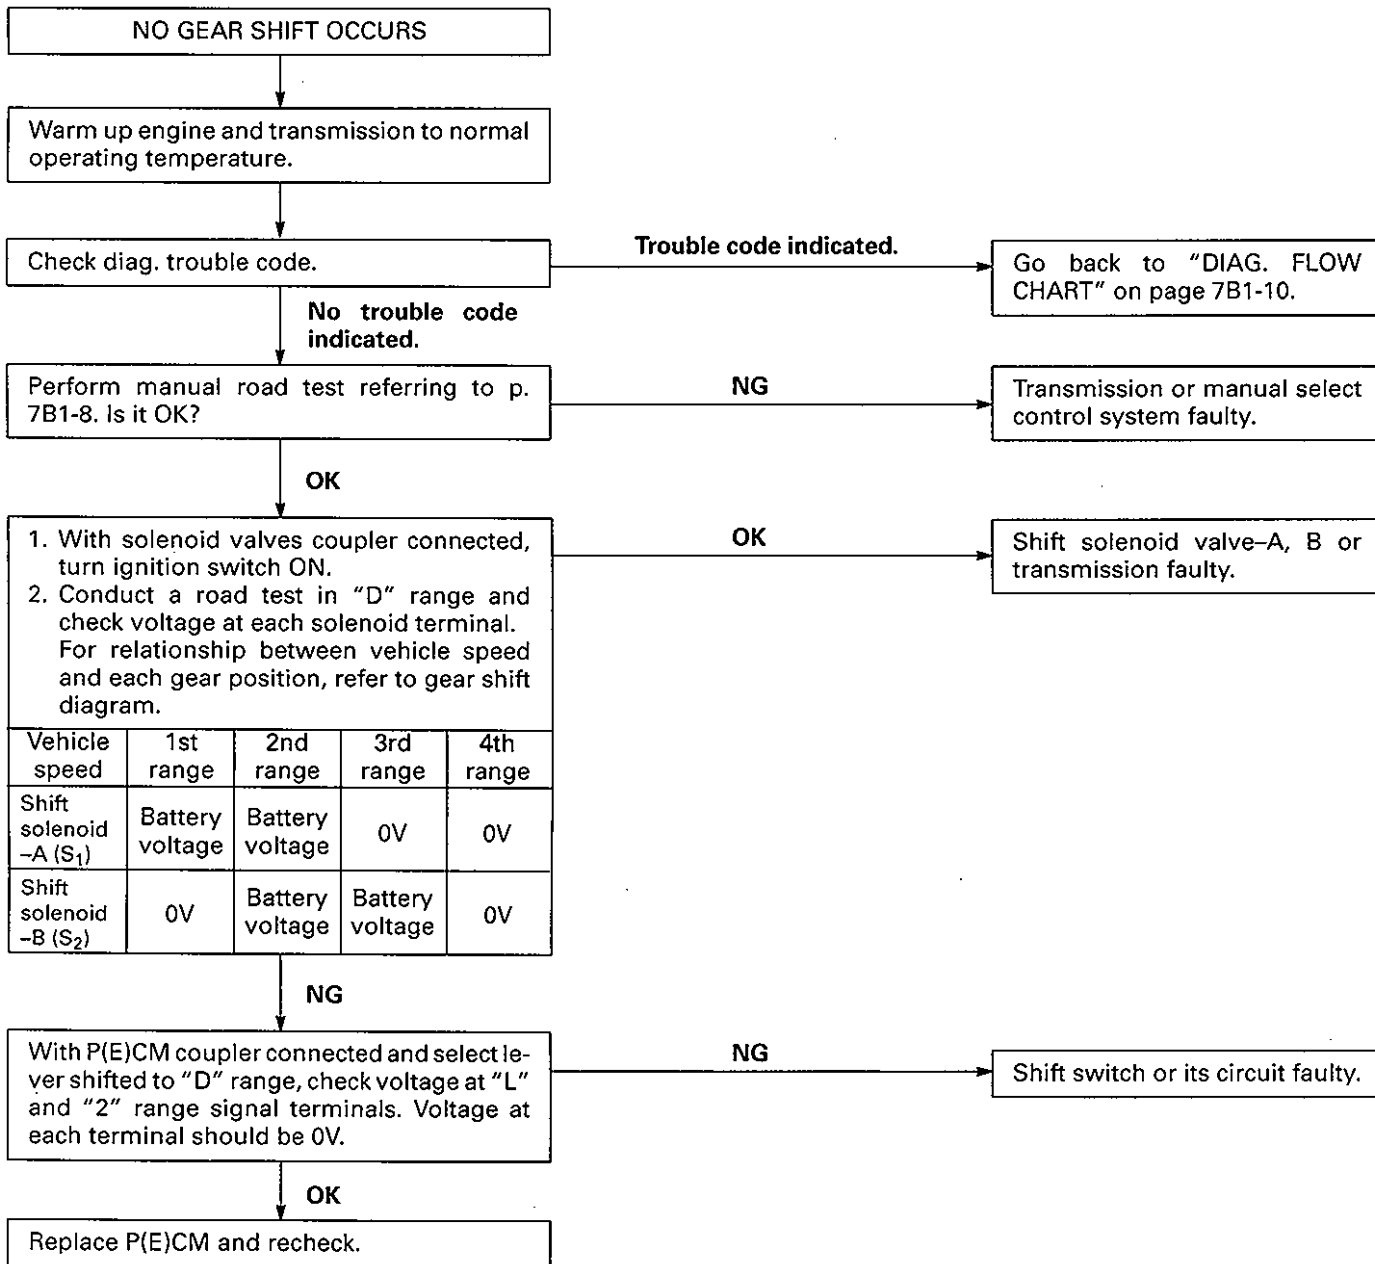 NO GEAR SHIFT OCCURS
Warm up engine and transmission to normal
operating temperature.
Check diag. trouble code.
Trouble code indicated.
Go back to "DIAG. FLOW
CHART" on page 7B1-10.
No trouble code
indicated.
Perform manual road test referring to p.
7B1-8. Is it OK?
NG
Transmission or manual select
control system faulty.
OK
1. With solenoid valves coupler connected,
turn ignition switch ON.
2. Conduct a road test in "D" range and
check voltage at each solenoid terminal.
For relationship between vehicle speed
and each gear position, refer to gear shift
diagram.
OK
Shift solenoid valve–A, B or
transmission faulty.
Vehicle speed 1st range 2nd range 3rd range 4th range
Shift solenoid –A (S₁) Battery voltage Battery voltage 0V 0V
Shift solenoid –B (S₂) 0V Battery voltage Battery voltage 0V
NG
With P(E)CM coupler connected and select le-
ver shifted to "D" range, check voltage at "L"
and "2" range signal terminals. Voltage at
each terminal should be 0V.
NG
Shift switch or its circuit faulty.
OK
Replace P(E)CM and recheck.